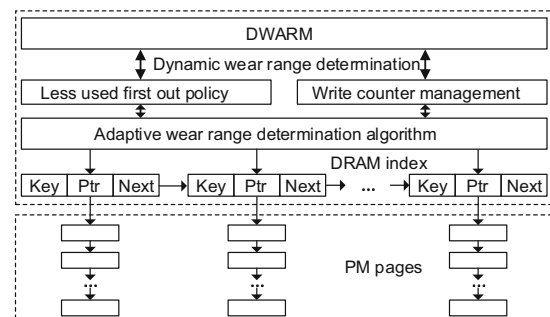 DWARM
Dynamic wear range determination
Less used first out policy
Write counter management
Adaptive wear range determination algorithm
DRAM index
Key Ptr Next Key Ptr Next ... Key Ptr Next
PM pages
... ... ...